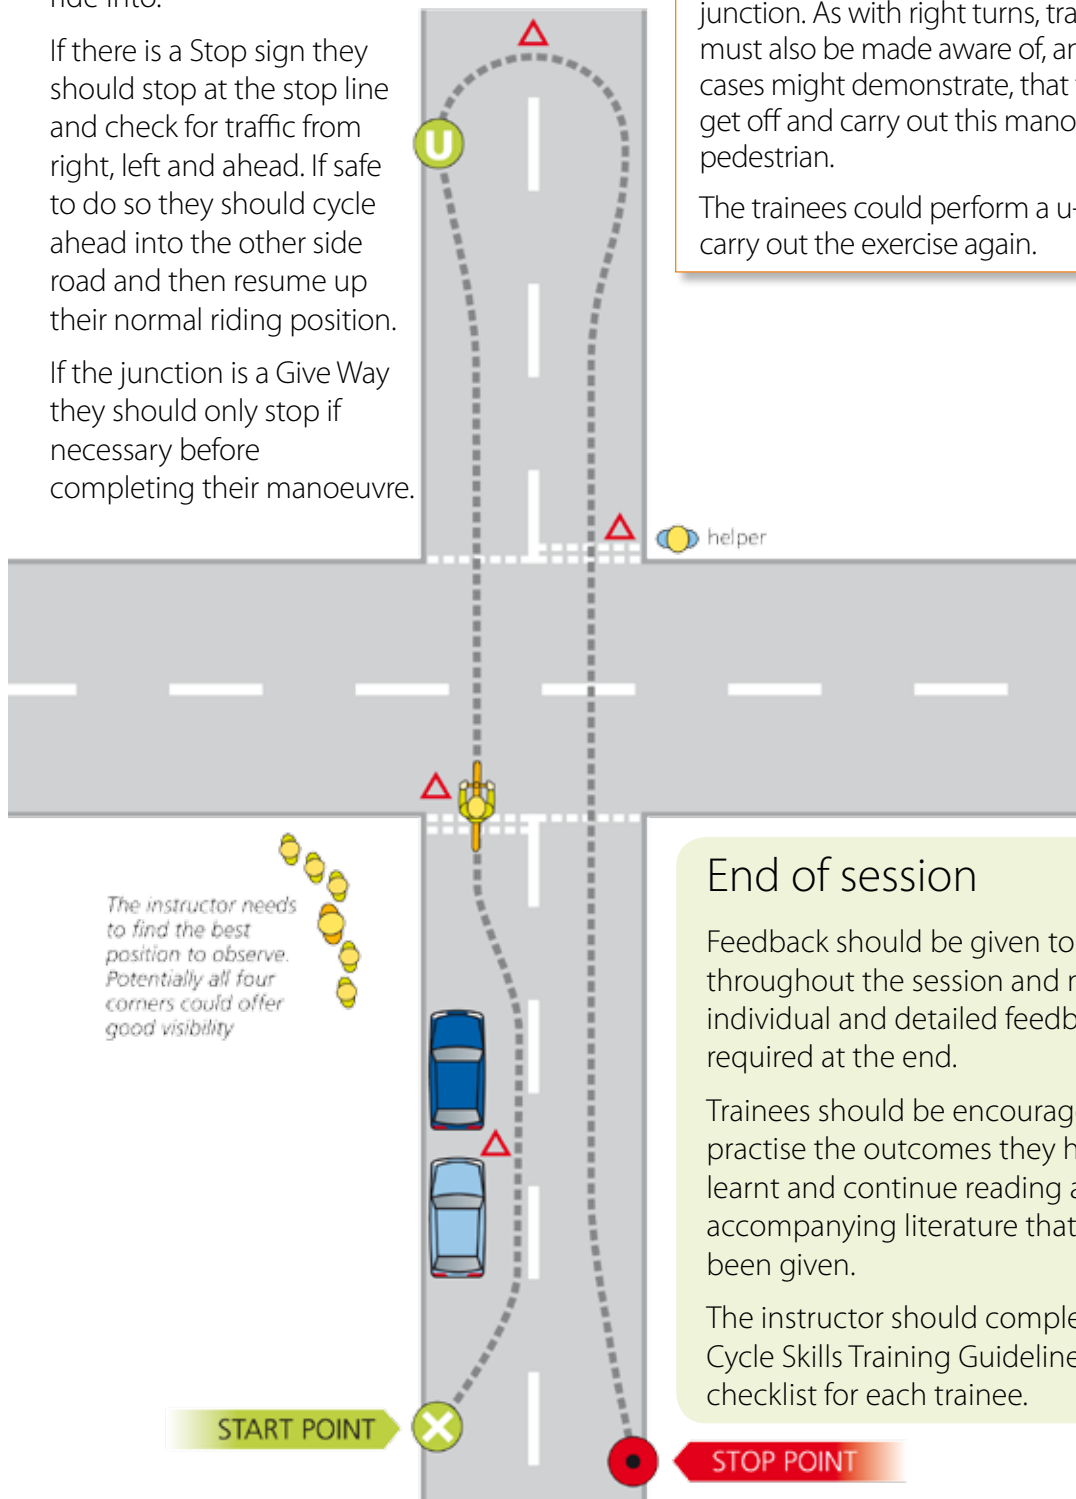 ride into.
If there is a Stop sign they
should stop at the stop line
and check for traffic from
right, left and ahead. If safe
to do so they should cycle
ahead into the other side
road and then resume up
their normal riding position.
If the junction is a Give Way
they should only stop if
necessary before
completing their manoeuvre.
junction. As with right turns,
must also be made aware of,
cases might demonstrate, that
get off and carry out this
pedestrian.
The trainees could perform a
carry out the exercise again.
U
helper
The instructor needs
to find the best
position to observe.
Potentially all four
corners could offer
good visibility
End of session
Feedback should be given to
throughout the session and
individual and detailed
required at the end.
Trainees should be
practise the outcomes they
learnt and continue reading
accompanying literature that
been given.
The instructor should
Cycle Skills Training
checklist for each trainee.
START POINT
STOP POINT